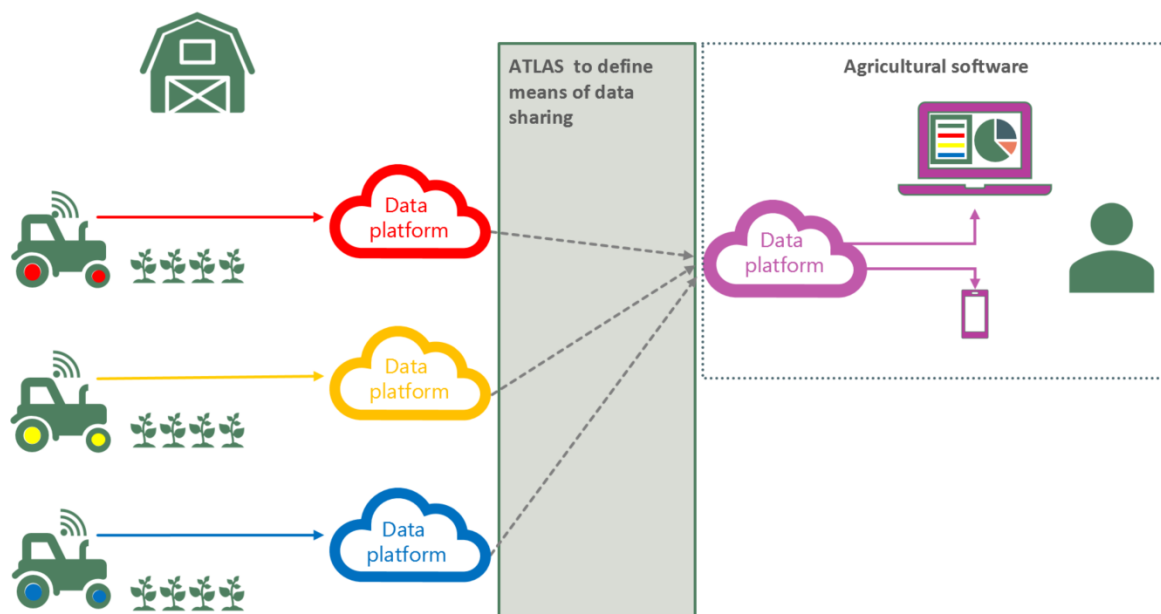 ATLAS to define
means of data
sharing
Agricultural software
Data
platform
Data
platform
Data
platform
Data
platform